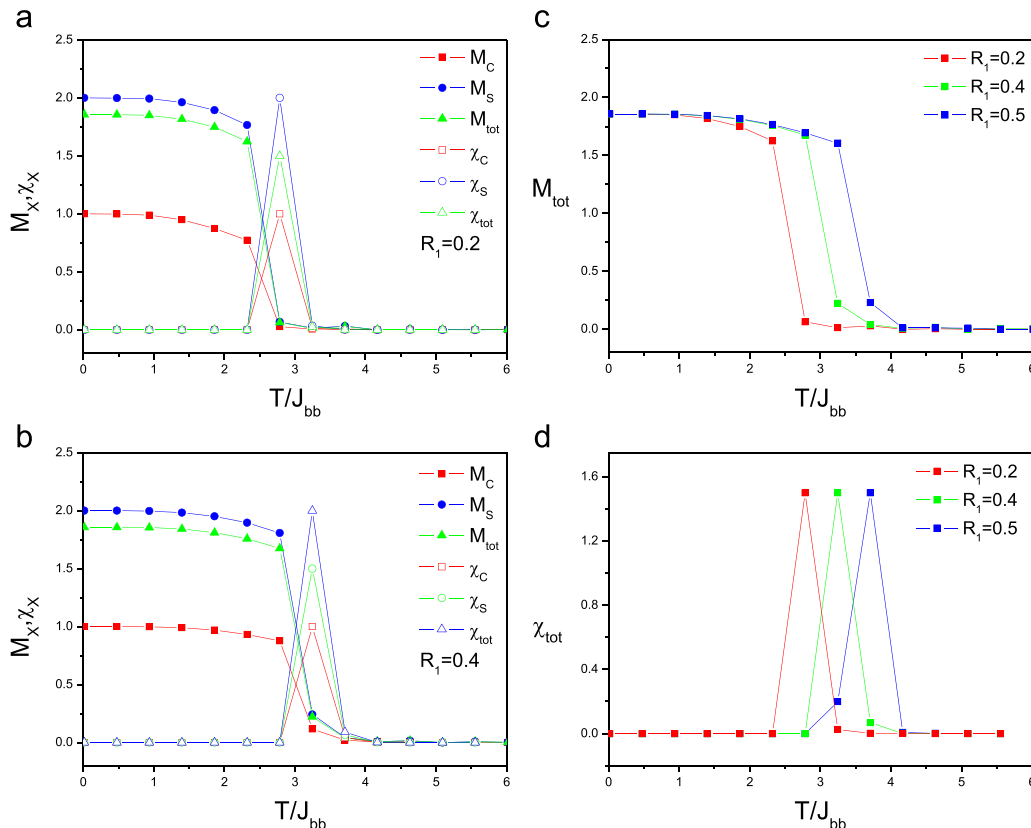 a
2.5
2.0
1.5
1.0
0.5
0.0
M_X,χ_X
0 1 2 3 4 5 6
T/J_bb
M_C
M_S
M_tot
χ_C
χ_S
χ_tot
R_1=0.2
b
2.5
2.0
1.5
1.0
0.5
0.0
M_X,χ_X
0 1 2 3 4 5 6
T/J_bb
M_C
M_S
M_tot
χ_C
χ_S
χ_tot
R_1=0.4
c
2.5
2.0
1.5
1.0
0.5
0.0
M_tot
0 1 2 3 4 5 6
T/J_bb
R_1=0.2
R_1=0.4
R_1=0.5
d
1.6
1.2
0.8
0.4
0.0
χ_tot
0 1 2 3 4 5 6
T/J_bb
R_1=0.2
R_1=0.4
R_1=0.5